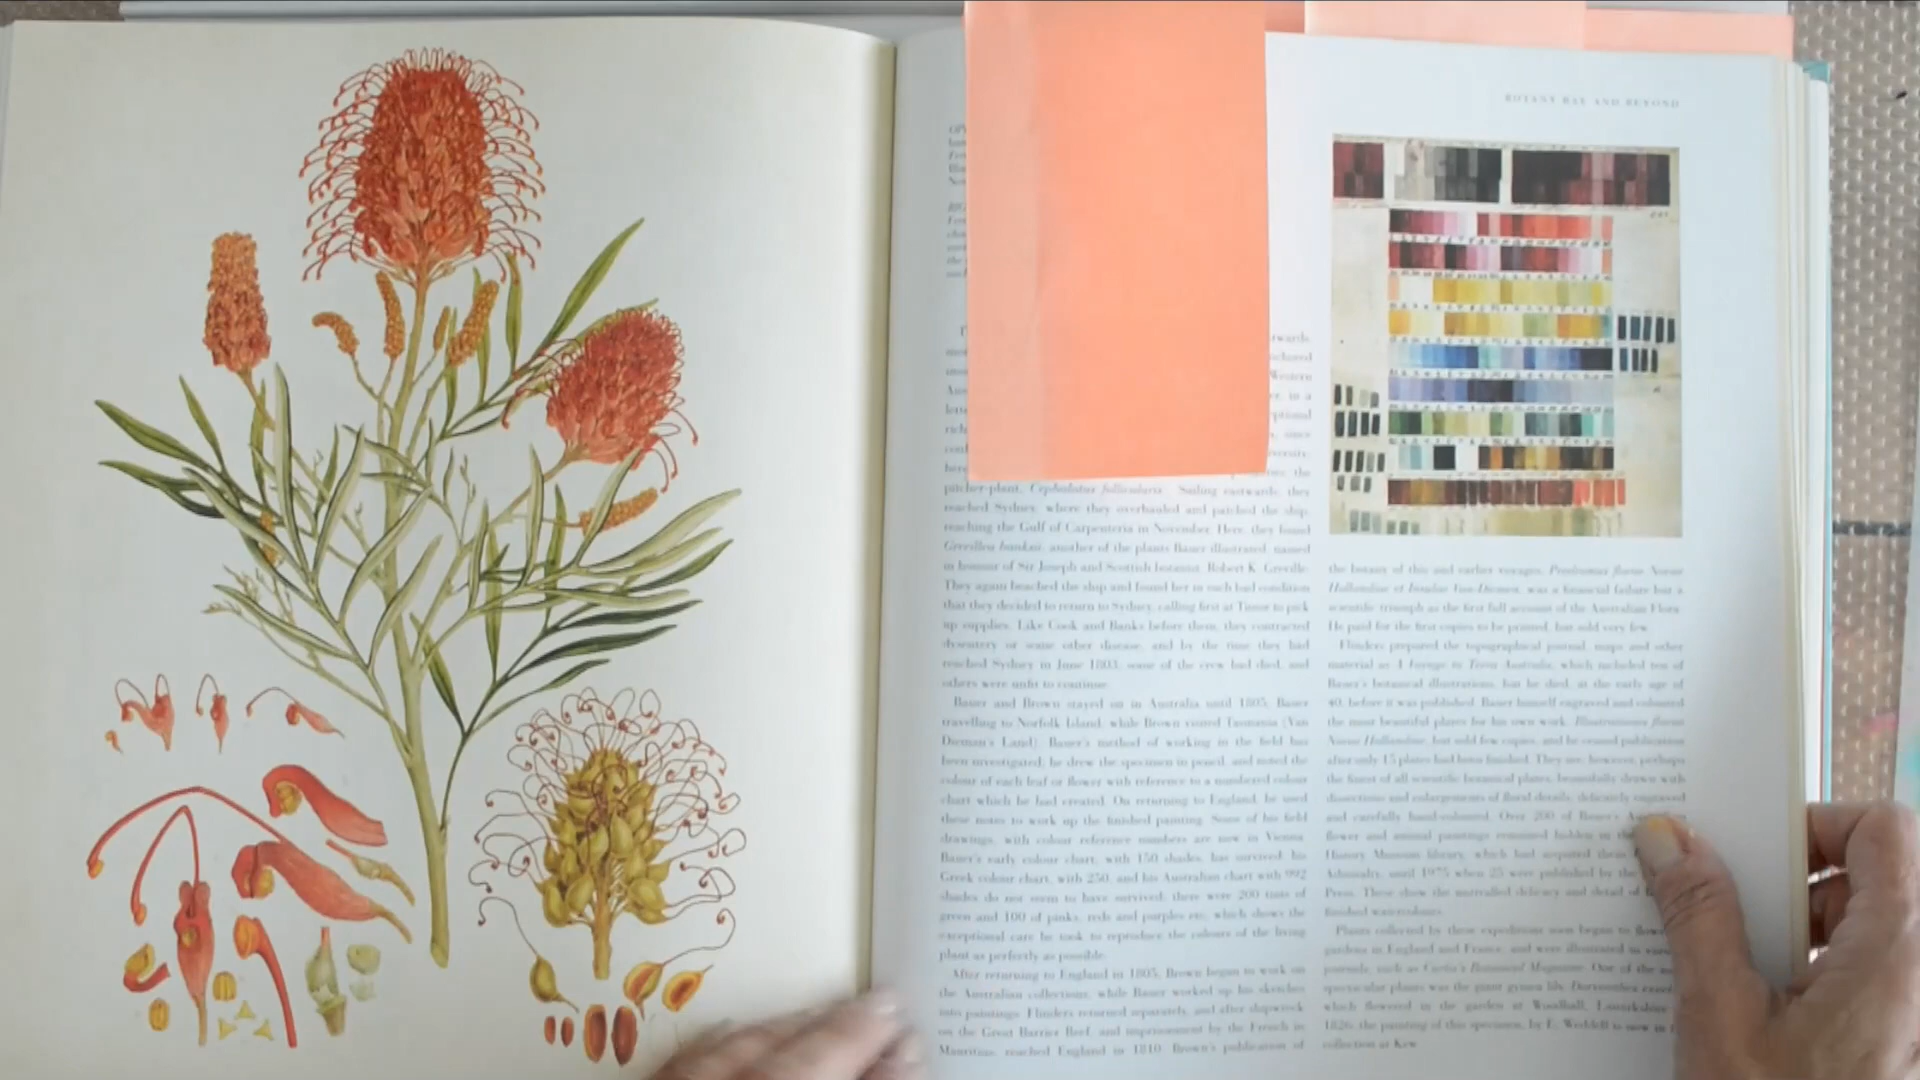 BOTANY BAY AND BEYOND
pitcher-plant, Cephalotus follicularis. Sailing eastwards, they
reached Sydney, where they overhauled and patched the ship,
reaching the Gulf of Carpenteria in November. Here, they found
Grevillea banksii, another of the plants Bauer illustrated, named
in honour of Sir Joseph and Scottish botanist, Robert K. Greville.
They again beached the ship and found her in such bad condition
that they decided to return to Sydney, calling first at Timor to pick
up supplies. Like Cook and Banks before them, they contracted
dysentery or some other disease, and by the time they had
reached Sydney in June 1803, some of the crew had died, and
others were unfit to continue.
Bauer and Brown stayed on in Australia until 1805, Bauer
travelling to Norfolk Island, while Brown visited Tasmania (Van
Dieman's Land). Bauer's method of working in the field has
been investigated; he drew the specimen in pencil, and noted the
colour of each leaf or flower with reference to a numbered colour
chart which he had created. On returning to England, he used
these notes to work up the finished painting. Some of his field
drawings, with colour reference numbers are now in Vienna.
Bauer's early colour chart, with 150 shades, has survived; his
Greek colour chart, with 250, and his Australian chart with 992
shades do not seem to have survived; there were 200 tints of
green and 100 of pinks, reds and purples etc, which shows the
exceptional care he took to reproduce the colours of the living
plant as perfectly as possible.
After returning to England in 1805, Brown began to work on
the Australian collections, while Bauer worked up his sketches
into paintings. Flinders returned separately, and after shipwreck
on the Great Barrier Reef, and imprisonment by the French in
Mauritius, reached England in 1810. Brown's publication of
the botany of this and earlier voyages, Prodromus florae Novae
Hollandiae et Insulae Van-Diemen, was a financial failure but a
scientific triumph as the first full account of the Australian Flora.
He paid for the first copies to be printed, but sold very few.
Flinders prepared the topographical journal, maps and other
material as A Voyage to Terra Australis, which included ten of
Bauer's botanical illustrations, but he died, at the early age of
40, before it was published. Bauer himself engraved and coloured
the most beautiful plates for his own work, Illustrationes florae
Novae Hollandiae, but sold few copies, and he ceased publication
after only 15 plates had been finished. They are, however, perhaps
the finest of all scientific botanical plates, beautifully drawn with
dissections and enlargements of floral details, delicately engraved
and carefully hand-coloured. Over 200 of Bauer's Australian
flower and animal paintings remained hidden in the
History Museum library, which had acquired them
Admiralty, until 1975 when 25 were published by the
Press. These show the unrivalled delicacy and detail of
finished watercolours.
Plants collected by these expeditions soon began to flower
gardens in England and France, and were illustrated in
journals, such as Curtis's Botanical Magazine. One of the
spectacular plants was the giant gymea lily, Doryanthes
which flowered in the garden at Woodhall, Lanarkshire
1826; the painting of this specimen, by E. Weddell is now in
collection at Kew.